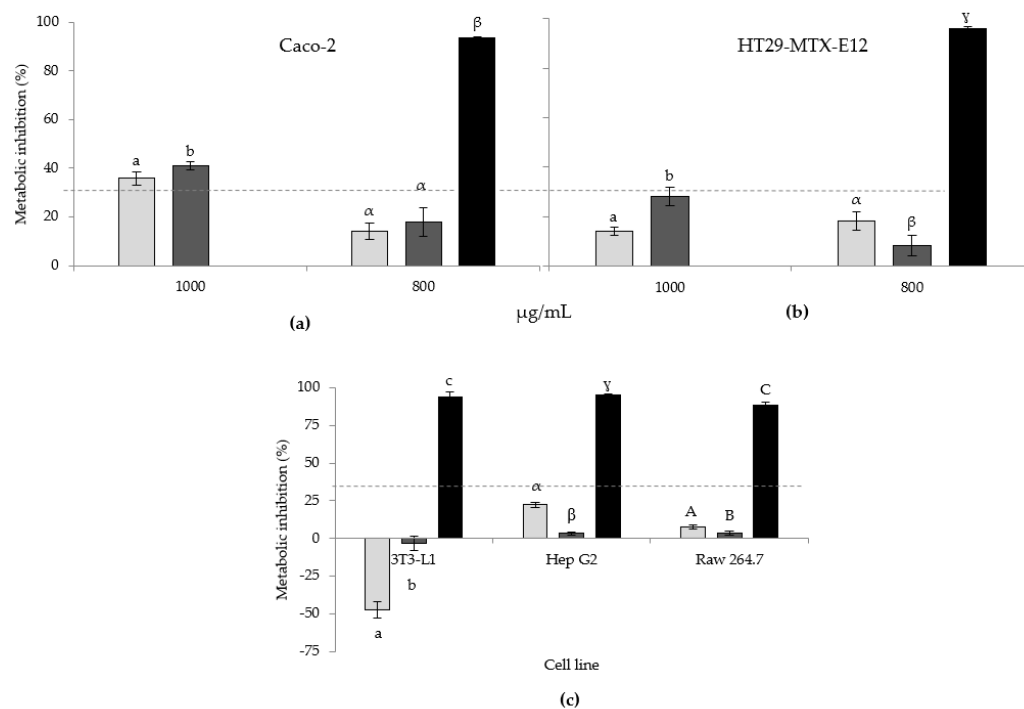 Caco-2
HT29-MTX-E12
Metabolic inhibition (%)
100
80
60
40
20
0
a
b
α
α
β
a
b
α
β
ɣ
1000
800
1000
800
µg/mL
(a)
(b)
Metabolic inhibition (%)
100
75
50
25
0
-25
-50
-75
a
b
c
α
β
ɣ
A
B
C
3T3-L1
Hep G2
Raw 264.7
Cell line
(c)